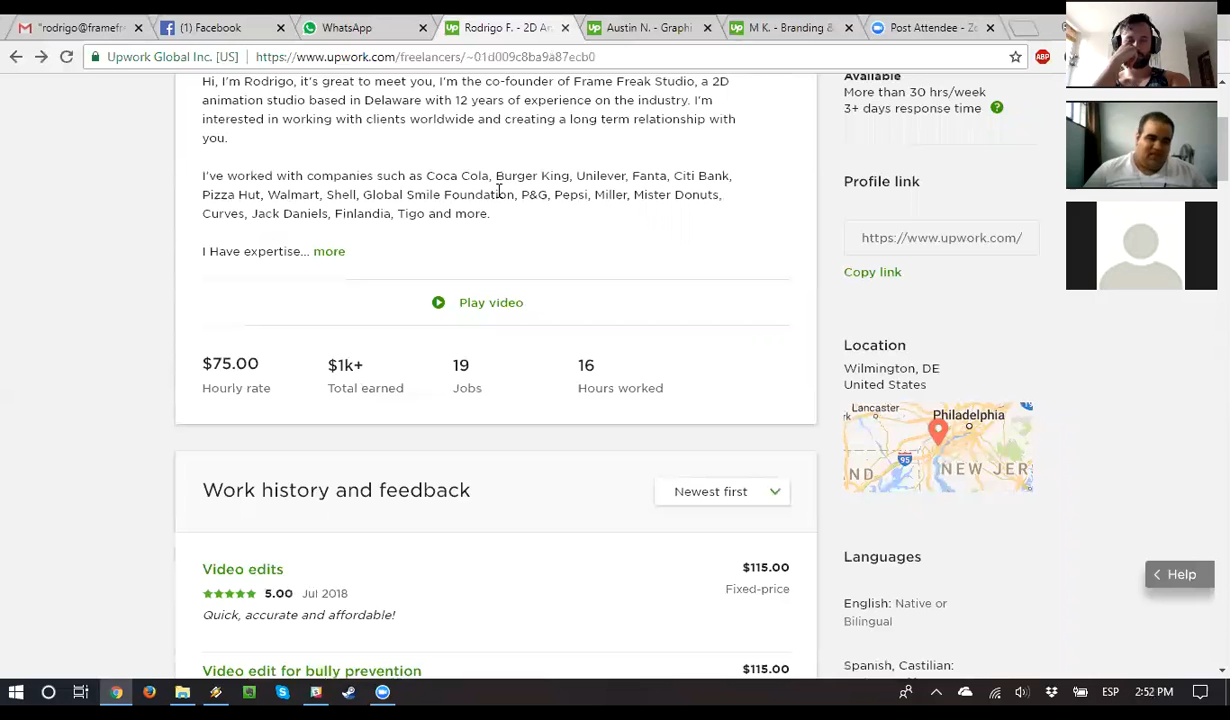 "rodrigo@framefr
Facebook
WhatsApp
Rodrigo F. - 2D An
Austin N. - Graphi
M K. - Branding &
Post Attendee - Zo
Upwork Global Inc. [US]
https://www.upwork.com/freelancers/~01d009c8ba9a87ecb0
ABP
Hi, I'm Rodrigo, it's great to meet you, I'm the co-founder of Frame Freak Studio, a 2D
animation studio based in Delaware with 12 years of experience on the industry. I'm
interested in working with clients worldwide and creating a long term relationship with
you.
I've worked with companies such as Coca Cola, Burger King, Unilever, Fanta, Citi Bank,
Pizza Hut, Walmart, Shell, Global Smile Foundation, P&G, Pepsi, Miller, Mister Donuts,
Curves, Jack Daniels, Finlandia, Tigo and more.
I Have expertise... more
Play video
$75.00
Hourly rate
$1k+
Total earned
19
Jobs
16
Hours worked
Work history and feedback
Newest first
Video edits
$115.00
5.00 Jul 2018
Fixed-price
Quick, accurate and affordable!
Video edit for bully prevention
$115.00
Available
More than 30 hrs/week
3+ days response time
Profile link
https://www.upwork.com/
Copy link
Location
Wilmington, DE
United States
Lancaster
rk
Philadelphia
95
ND
NEW JER
Languages
English: Native or
Bilingual
Spanish, Castilian:
Help
ESP
2:52 PM